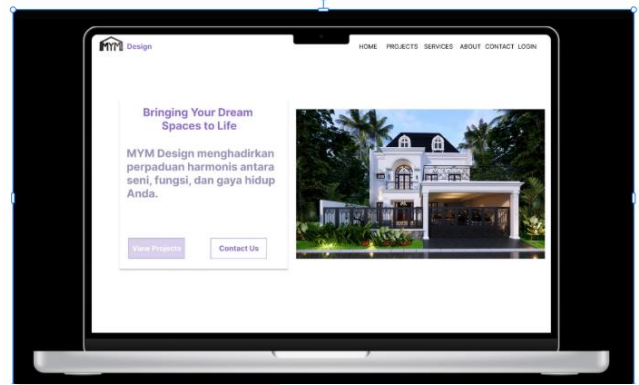 MYM Design
HOME PROJECTS SERVICES ABOUT CONTACT LOGIN
Bringing Your Dream
Spaces to Life
MYM Design menghadirkan
perpaduan harmonis antara
seni, fungsi, dan gaya hidup
Anda.
View Projects Contact Us